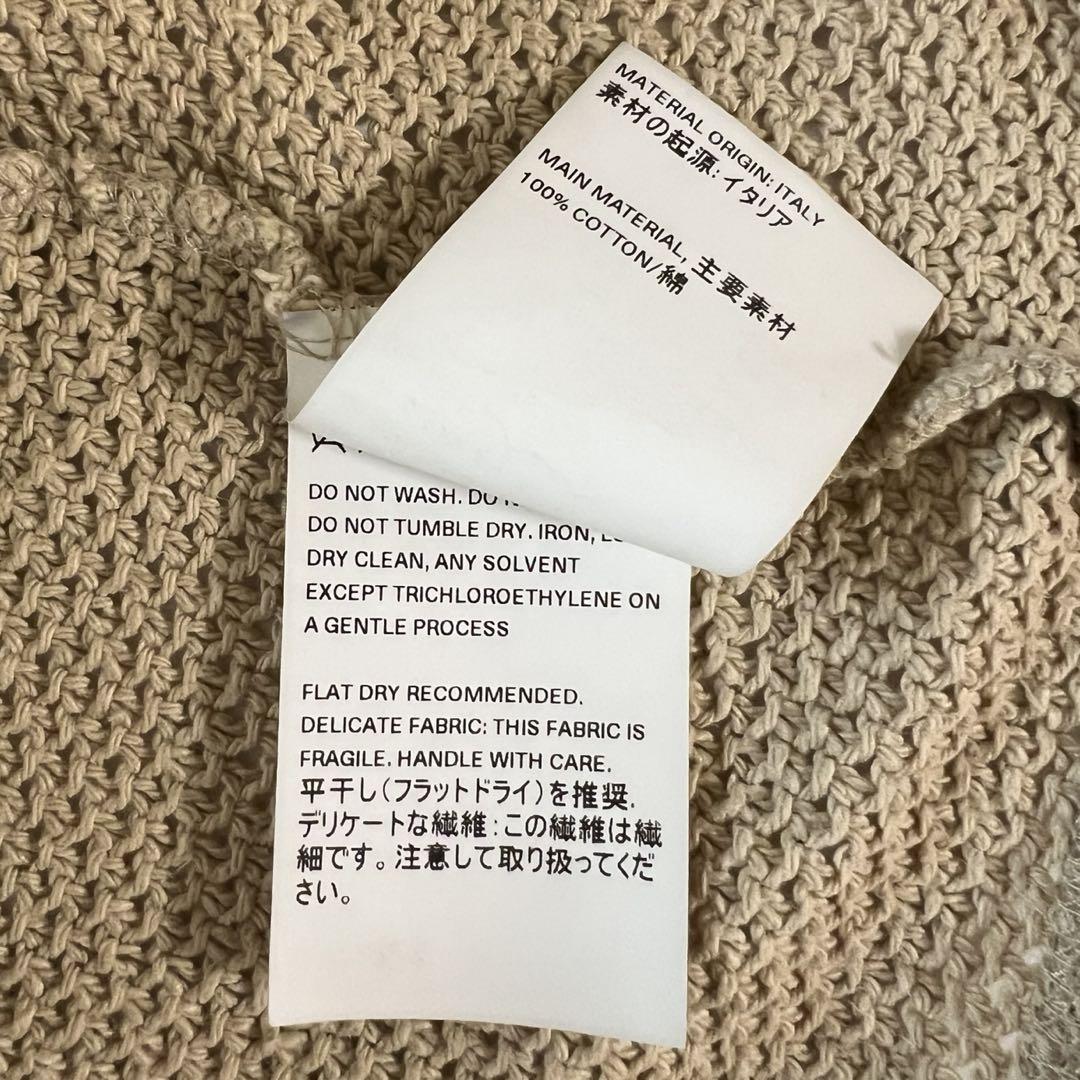 MATERIAL ORIGIN: ITALY
素材の起源: イタリア
MAIN MATERIAL, 主要素材
100% COTTON/綿
DO NOT WASH. DO
DO NOT TUMBLE DRY. IRON,
DRY CLEAN, ANY SOLVENT
EXCEPT TRICHLOROETHYLENE ON
A GENTLE PROCESS
FLAT DRY RECOMMENDED.
DELICATE FABRIC: THIS FABRIC IS
FRAGILE. HANDLE WITH CARE.
平干し(フラットドライ)を推奨.
デリケートな繊維: この繊維は繊
細です。注意して取り扱ってくだ
さい。